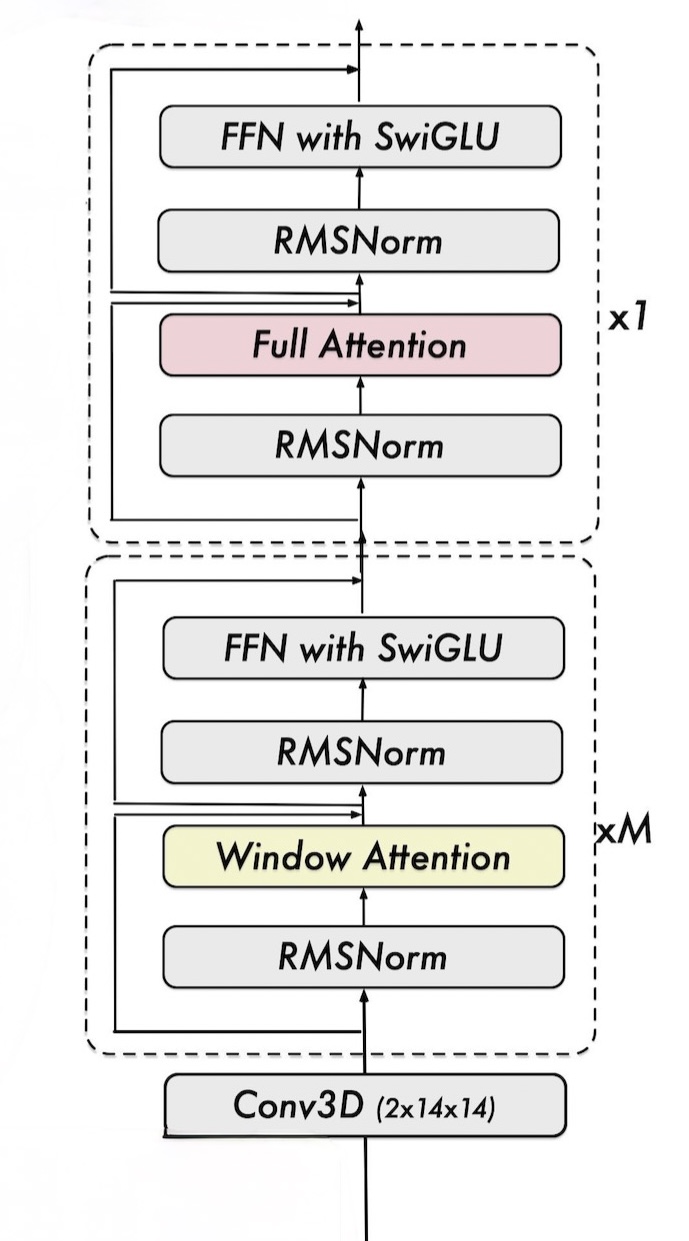 FFN with SwiGLU
RMSNorm
x1
Full Attention
RMSNorm
FFN with SwiGLU
RMSNorm
xM
Window Attention
RMSNorm
Conv3D (2x14x14)